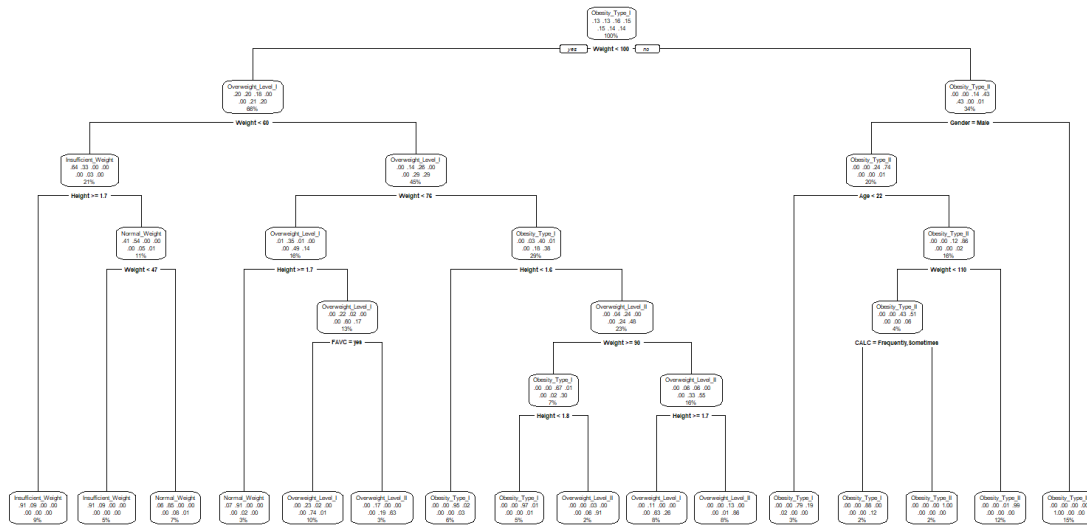 Obesity_Type_I
.13 .13 .16 .15
.15 .14 .14
100%
yes Weight < 100 no
Overweight_Level_I
.20 .20 .18 .00
.00 .21 .20
66%
Obesity_Type_II
.00 .00 .14 .43
.43 .00 .01
34%
Weight < 60
Gender = Male
Insufficient_Weight
.64 .33 .00 .00
.00 .03 .00
21%
Overweight_Level_I
.00 .14 .26 .00
.00 .29 .29
45%
Obesity_Type_II
.00 .00 .24 .74
.00 .00 .01
20%
Height >= 1.7
Weight < 76
Age < 22
Normal_Weight
.41 .54 .00 .00
.00 .05 .01
11%
Overweight_Level_I
.01 .35 .01 .00
.00 .49 .14
16%
Obesity_Type_I
.00 .03 .40 .01
.00 .18 .38
29%
Obesity_Type_II
.00 .00 .12 .86
.00 .00 .02
16%
Weight < 47
Height >= 1.7
Height < 1.6
Weight < 110
Overweight_Level_I
.00 .22 .02 .00
.00 .60 .17
13%
Overweight_Level_II
.00 .04 .24 .00
.00 .24 .48
23%
Obesity_Type_II
.00 .00 .43 .51
.00 .00 .06
4%
FAVC = yes
Weight >= 90
CALC = Frequently,Sometimes
Obesity_Type_I
.00 .00 .67 .01
.00 .02 .30
7%
Overweight_Level_II
.00 .06 .06 .00
.00 .33 .55
16%
Height < 1.8
Height >= 1.7
Insufficient_Weight
.91 .09 .00 .00
.00 .00 .00
9%
Insufficient_Weight
.91 .09 .00 .00
.00 .00 .00
5%
Normal_Weight
.06 .85 .00 .00
.00 .08 .01
7%
Normal_Weight
.07 .91 .00 .00
.00 .02 .00
3%
Overweight_Level_I
.00 .23 .02 .00
.00 .74 .01
10%
Overweight_Level_II
.00 .17 .00 .00
.00 .19 .63
3%
Obesity_Type_I
.00 .00 .95 .02
.00 .00 .03
6%
Obesity_Type_I
.00 .00 .97 .01
.00 .00 .01
5%
Overweight_Level_II
.00 .00 .03 .00
.00 .06 .91
2%
Overweight_Level_I
.00 .11 .00 .00
.00 .63 .26
8%
Overweight_Level_II
.00 .00 .13 .00
.00 .01 .86
8%
Obesity_Type_I
.00 .00 .79 .19
.02 .00 .00
3%
Obesity_Type_I
.00 .00 .88 .00
.00 .00 .12
2%
Obesity_Type_II
.00 .00 .00 1.00
.00 .00 .00
2%
Obesity_Type_II
.00 .00 .01 .99
.00 .00 .00
12%
Obesity_Type_III
.00 .00 .00 .00
1.00 .00 .00
15%